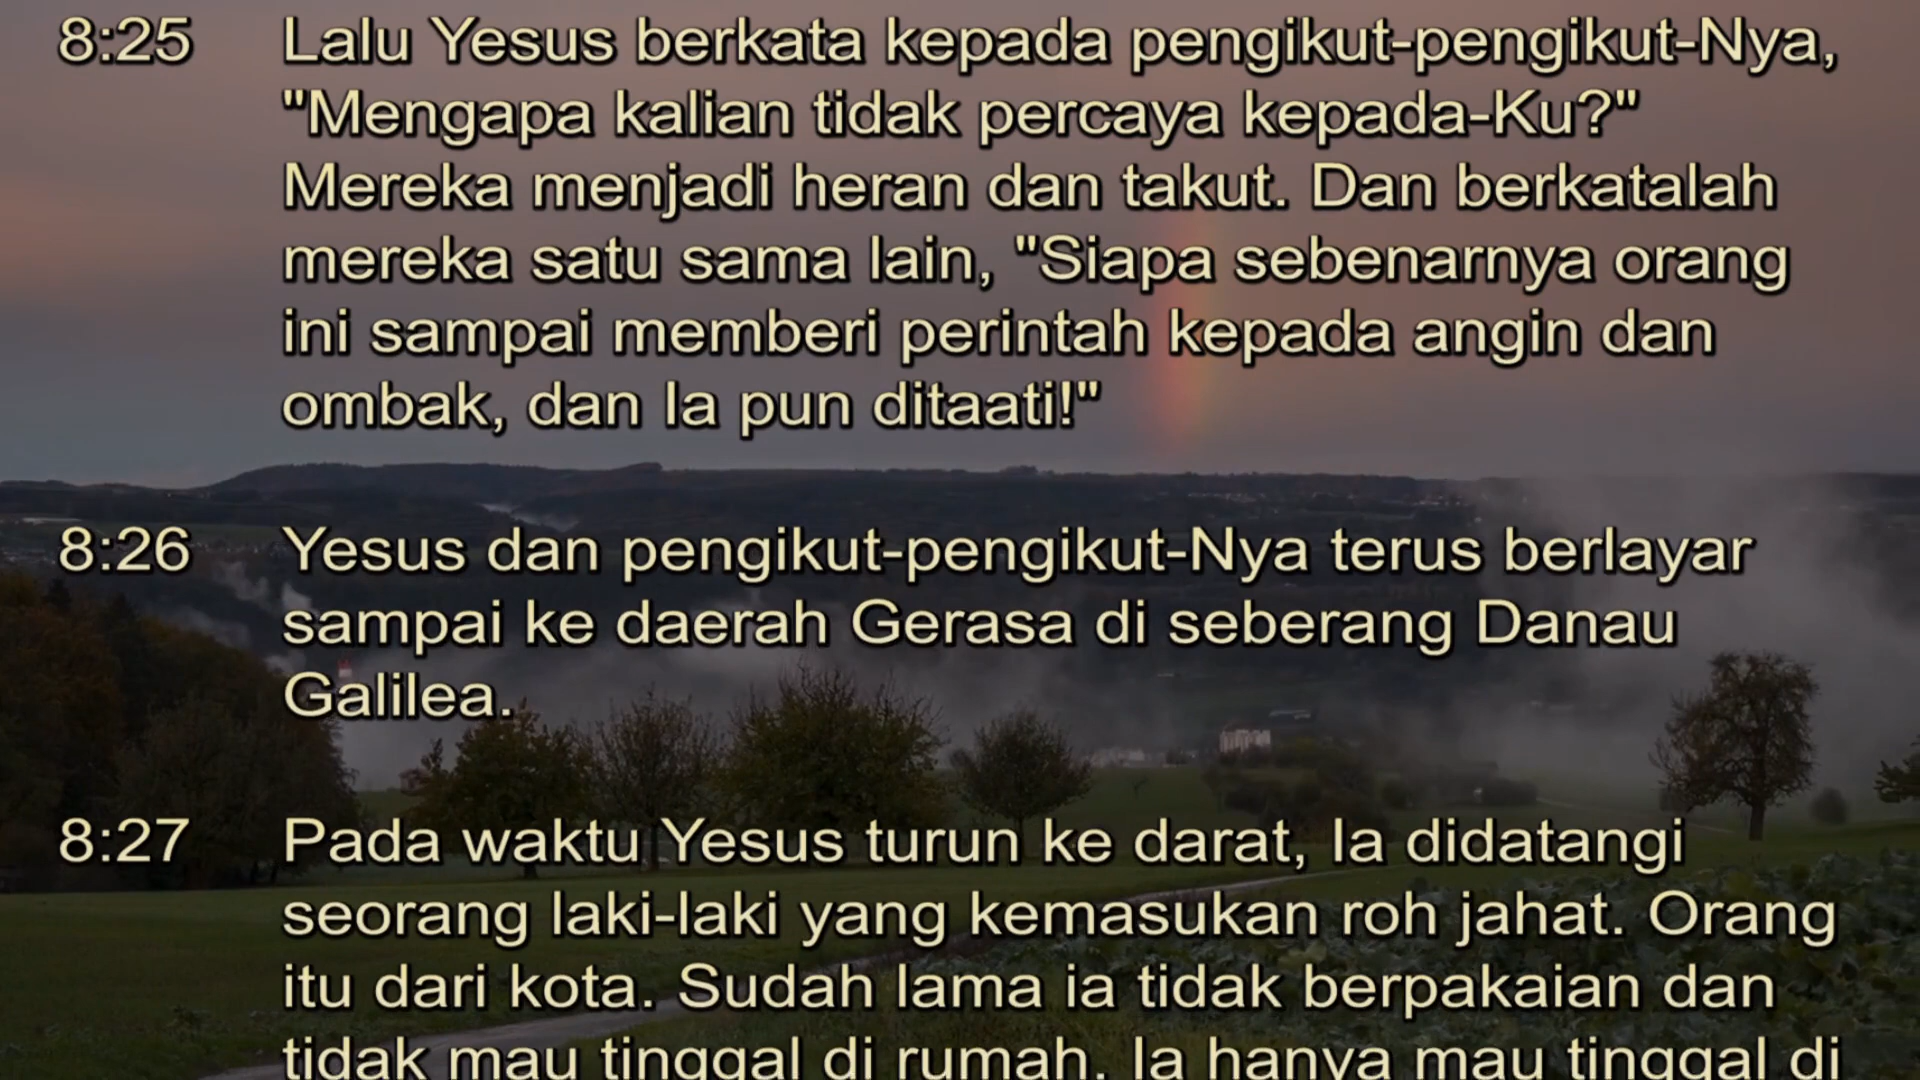 8:25 Lalu Yesus berkata kepada pengikut-pengikut-Nya,
"Mengapa kalian tidak percaya kepada-Ku?"
Mereka menjadi heran dan takut. Dan berkatalah
mereka satu sama lain, "Siapa sebenarnya orang
ini sampai memberi perintah kepada angin dan
ombak, dan Ia pun ditaati!"
8:26 Yesus dan pengikut-pengikut-Nya terus berlayar
sampai ke daerah Gerasa di seberang Danau
Galilea.
8:27 Pada waktu Yesus turun ke darat, Ia didatangi
seorang laki-laki yang kemasukan roh jahat. Orang
itu dari kota. Sudah lama ia tidak berpakaian dan
tidak mau tinggal di rumah. Ia hanya mau tinggal di